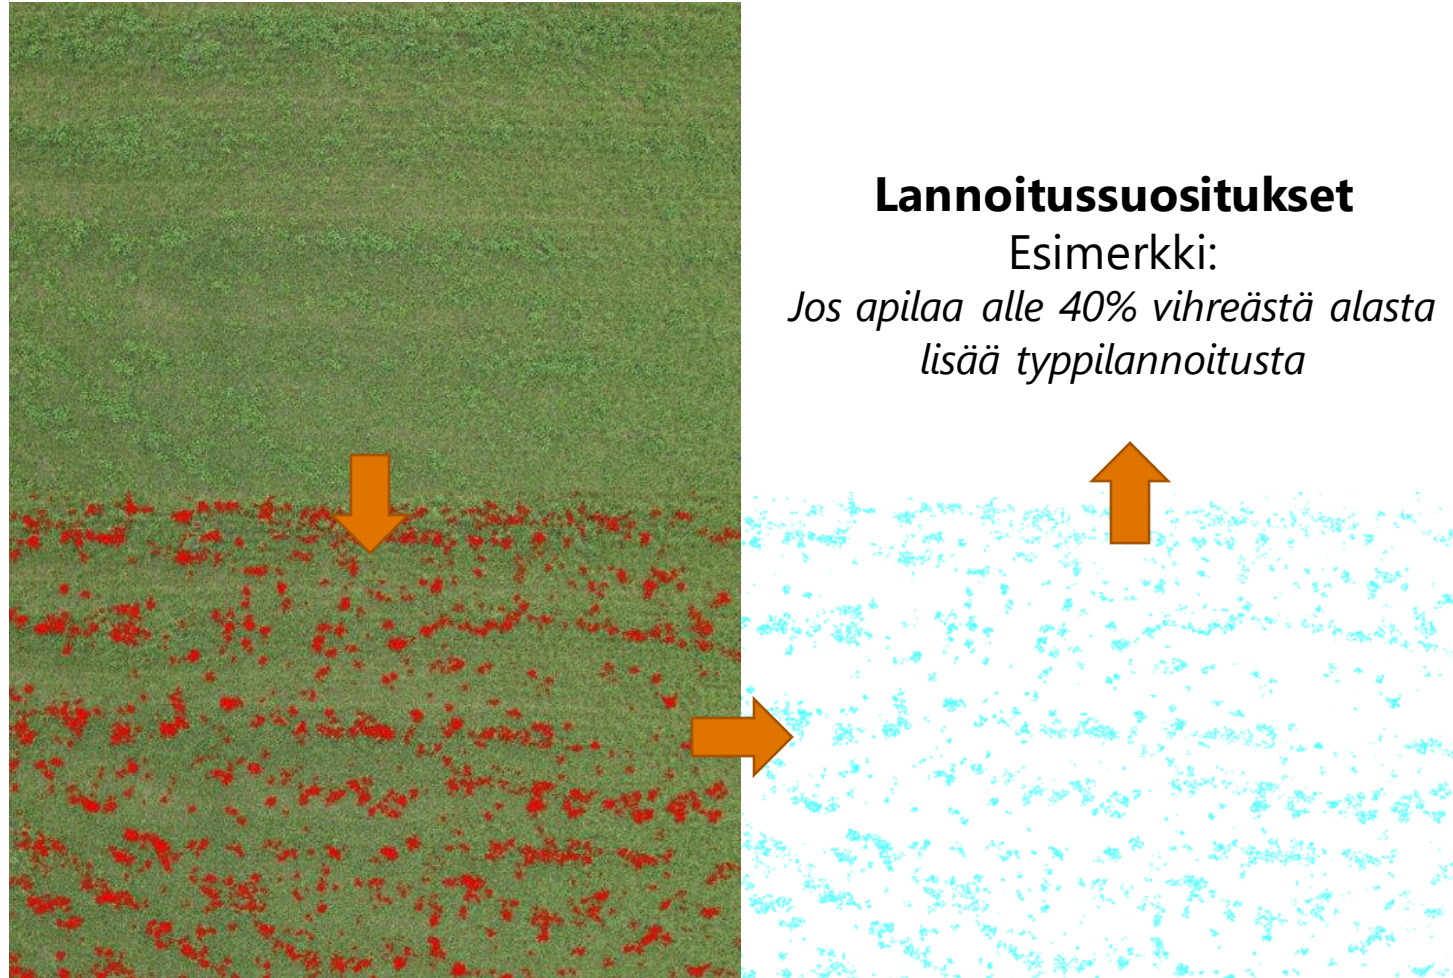 Lannoitussuositukset
Esimerkki:
Jos apilaa alle 40% vihreästä alasta
lisää typpilannoitusta